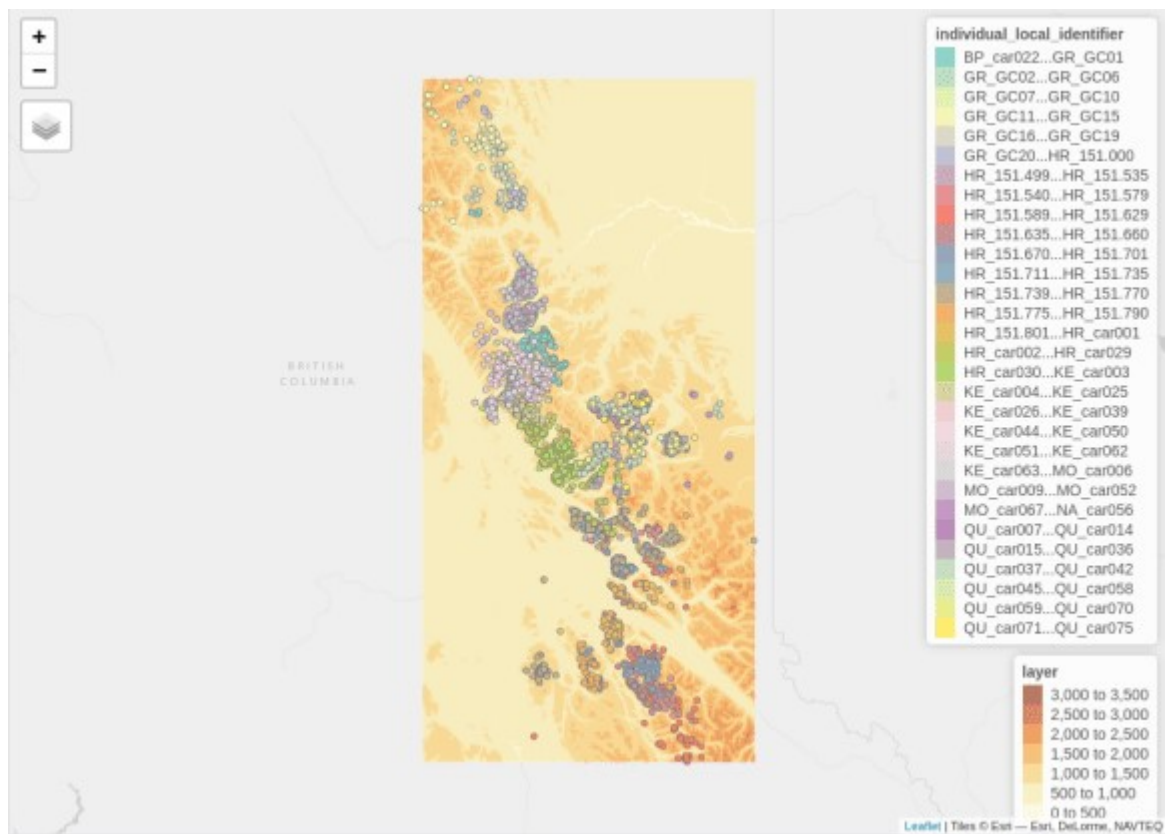 +
−
BRITISH
COLUMBIA
individual_local_identifier
BP_car022...GR_GC01
GR_GC02...GR_GC06
GR_GC07...GR_GC10
GR_GC11...GR_GC15
GR_GC16...GR_GC19
GR_GC20...HR_151.000
HR_151.499...HR_151.535
HR_151.540...HR_151.579
HR_151.589...HR_151.629
HR_151.635...HR_151.660
HR_151.670...HR_151.701
HR_151.711...HR_151.735
HR_151.739...HR_151.770
HR_151.775...HR_151.790
HR_151.801...HR_car001
HR_car002...HR_car029
HR_car030...KE_car003
KE_car004...KE_car025
KE_car026...KE_car039
KE_car044...KE_car050
KE_car051...KE_car062
KE_car063...MO_car006
MO_car009...MO_car052
MO_car067...NA_car056
QU_car007...QU_car014
QU_car015...QU_car036
QU_car037...QU_car042
QU_car045...QU_car058
QU_car059...QU_car070
QU_car071...QU_car075
layer
3,000 to 3,500
2,500 to 3,000
2,000 to 2,500
1,500 to 2,000
1,000 to 1,500
500 to 1,000
0 to 500
Leaflet | Tiles © Esri — Esri, DeLorme, NAVTEQ